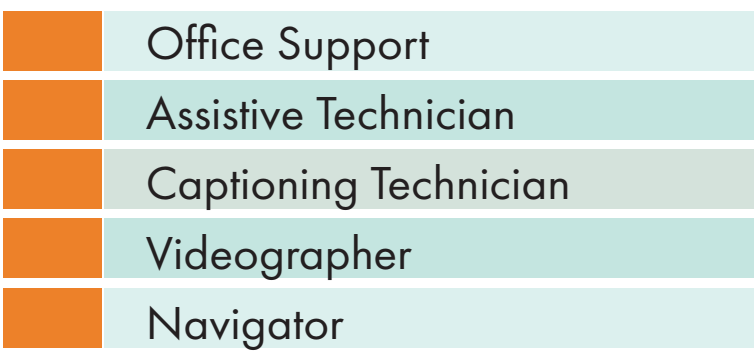 Office Support
Assistive Technician
Captioning Technician
Videographer
Navigator